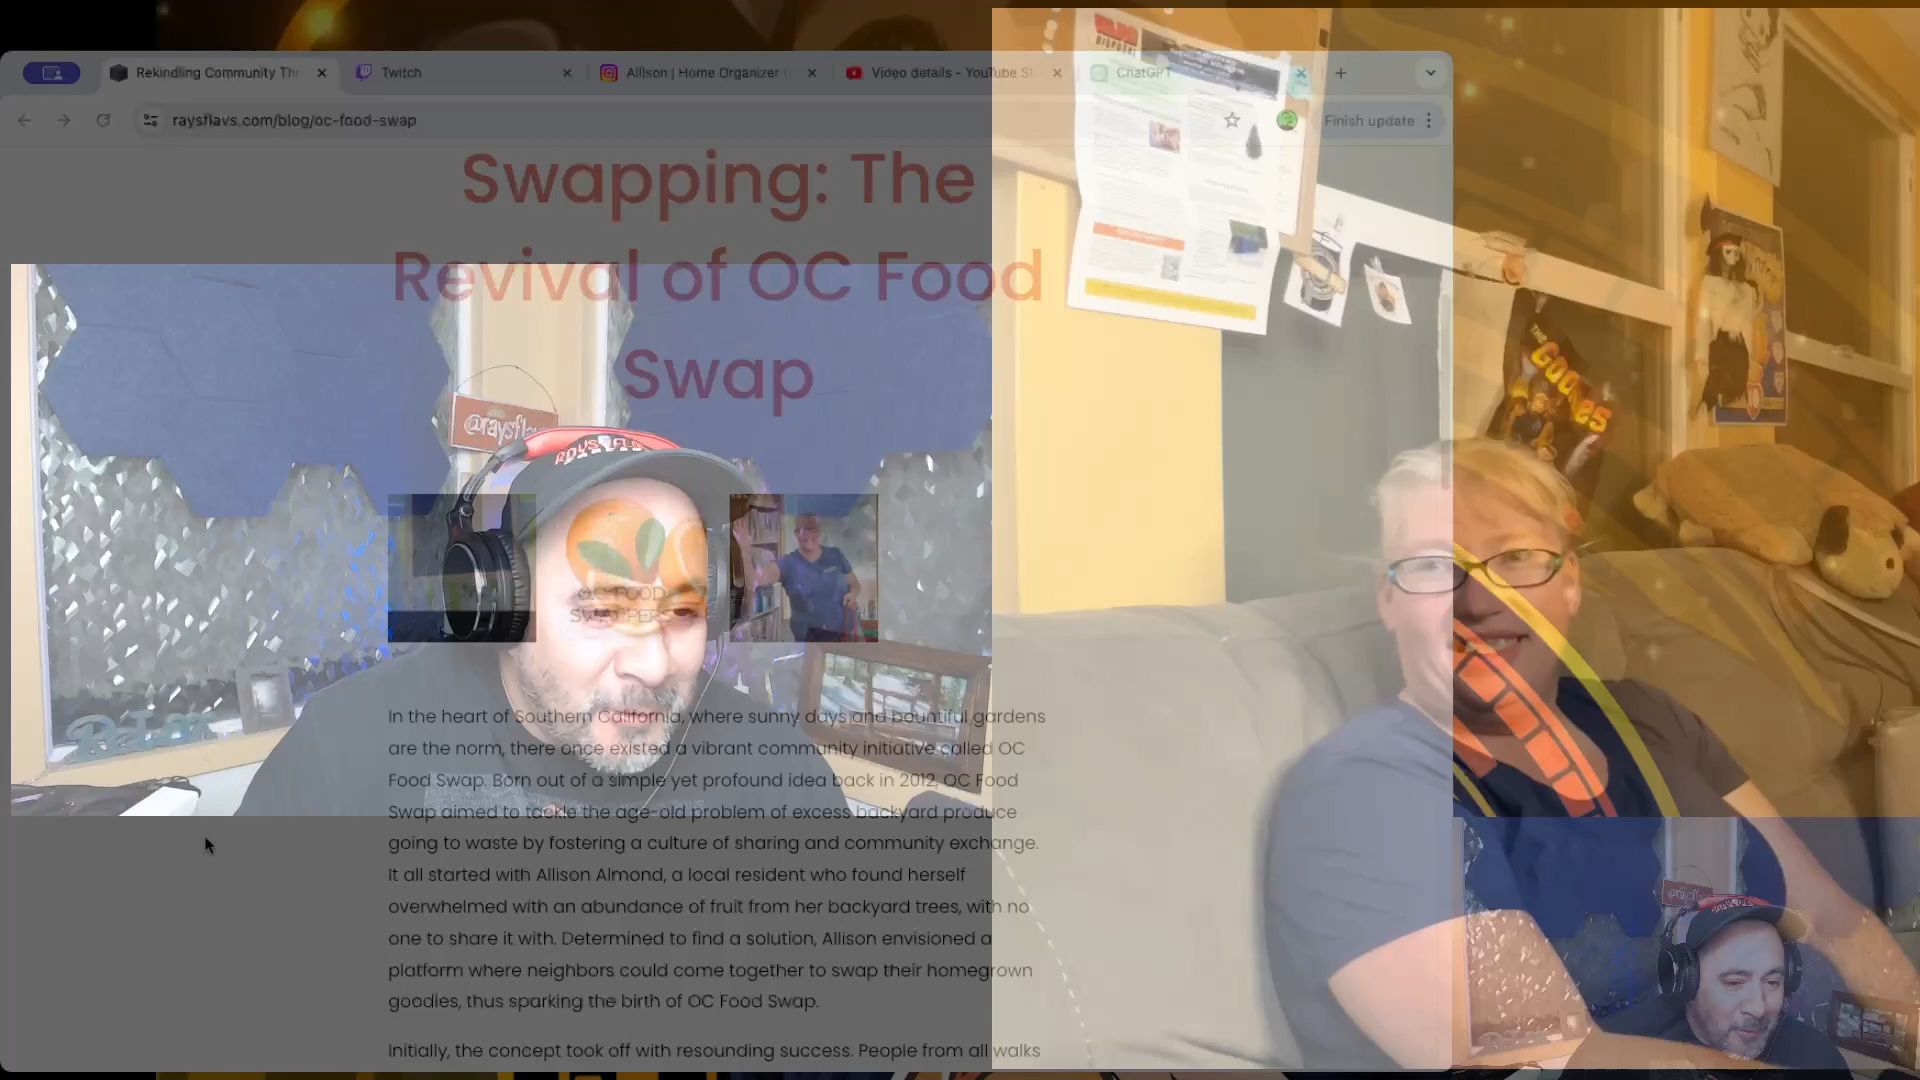 Rekindling Community Thr
Twitch
Allison | Home Organizer
Video details - YouTube St
ChatGPT
raysflavs.com/blog/oc-food-swap
Finish update
Swapping: The
Revival of OC Food
Swap
@raysfla
THE
GOONIES
OC FOOD
SWAPPERS
In the heart of Southern California, where sunny days and bountiful gardens
are the norm, there once existed a vibrant community initiative called OC
Food Swap. Born out of a simple yet profound idea back in 2012, OC Food
Swap aimed to tackle the age-old problem of excess backyard produce
going to waste by fostering a culture of sharing and community exchange.
It all started with Allison Almond, a local resident who found herself
overwhelmed with an abundance of fruit from her backyard trees, with no
one to share it with. Determined to find a solution, Allison envisioned a
platform where neighbors could come together to swap their homegrown
goodies, thus sparking the birth of OC Food Swap.
Initially, the concept took off with resounding success. People from all walks